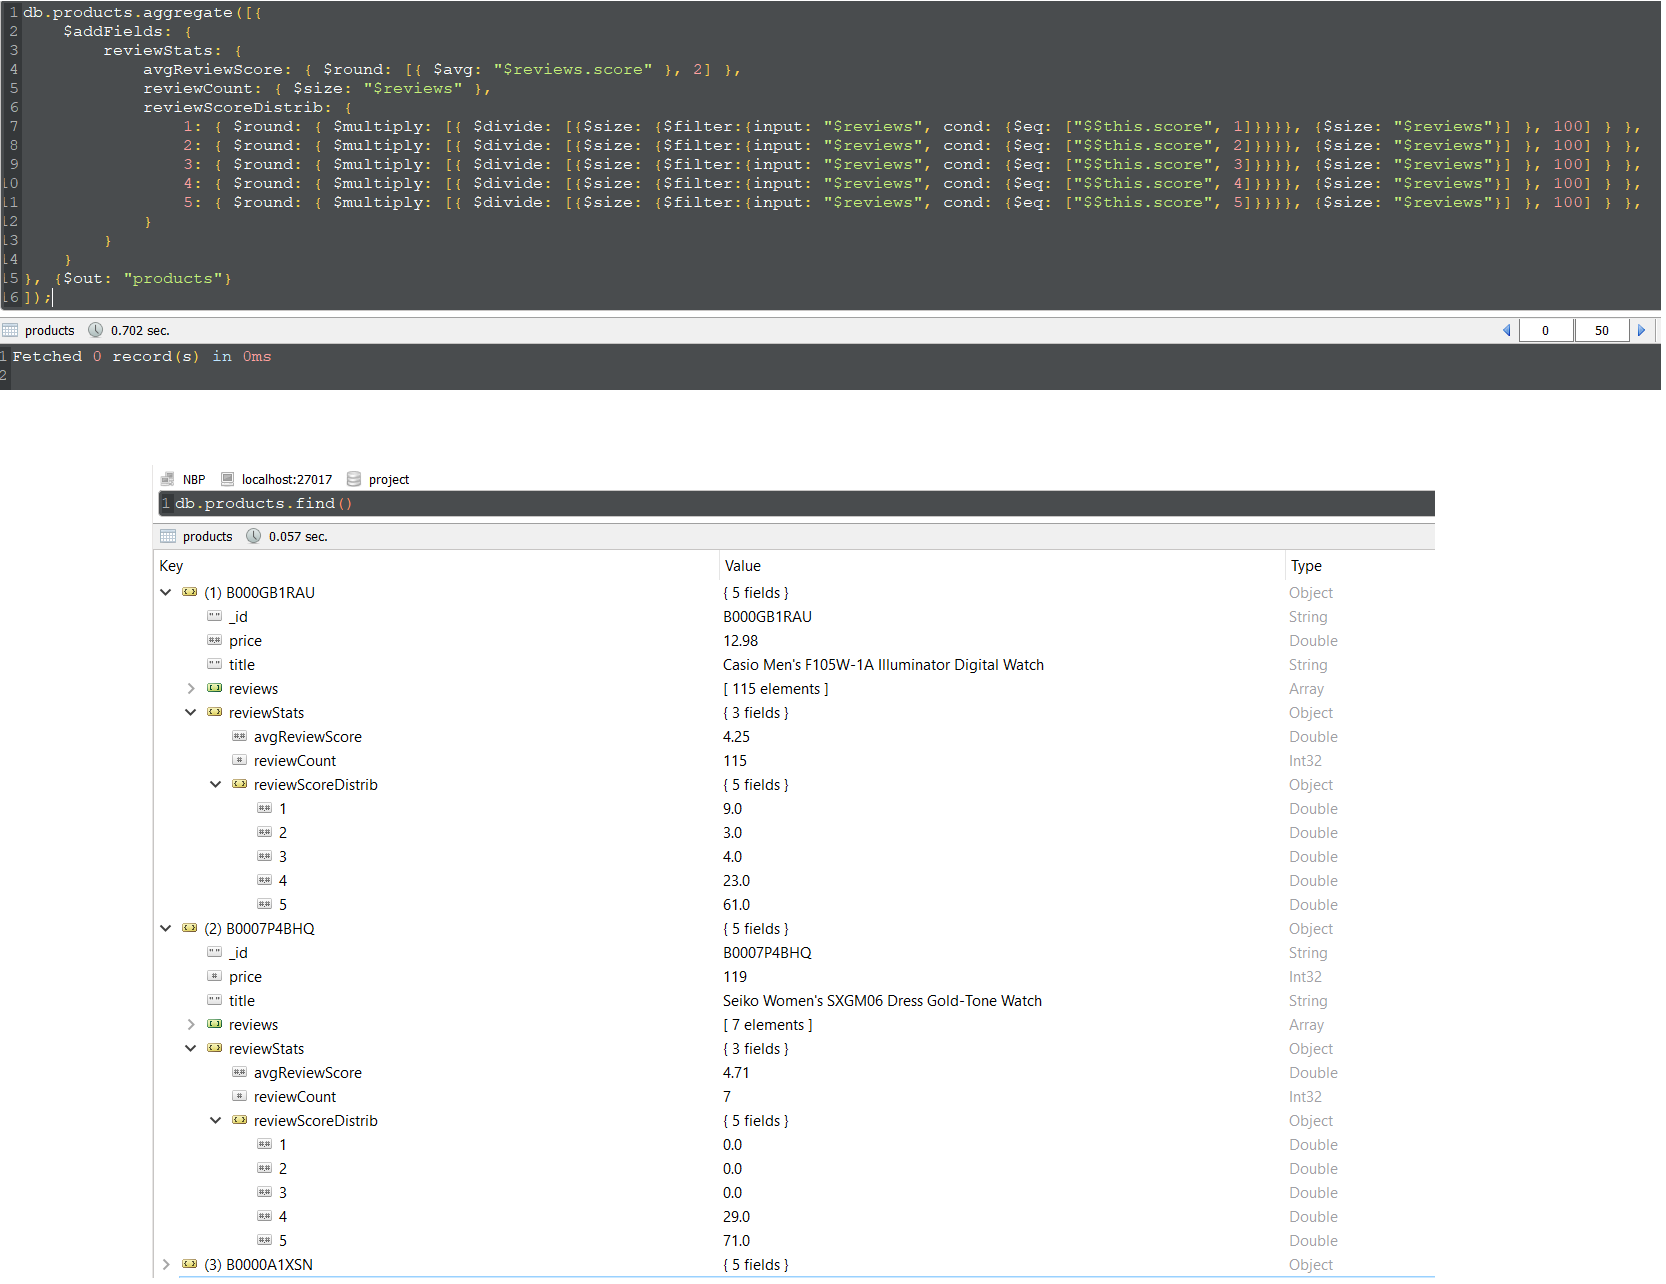 1 db.products.aggregate([{
2 $addFields: {
3 reviewStats: {
4 avgReviewScore: { $round: [{ $avg: "$reviews.score" }, 2] },
5 reviewCount: { $size: "$reviews" },
6 reviewScoreDistrib: {
7 1: { $round: { $multiply: [{ $divide: [{$size: {$filter:{input: "$reviews", cond: {$eq: ["$$this.score", 1]}}}}, {$size: "$reviews"}] }, 100] } },
8 2: { $round: { $multiply: [{ $divide: [{$size: {$filter:{input: "$reviews", cond: {$eq: ["$$this.score", 2]}}}}, {$size: "$reviews"}] }, 100] } },
9 3: { $round: { $multiply: [{ $divide: [{$size: {$filter:{input: "$reviews", cond: {$eq: ["$$this.score", 3]}}}}, {$size: "$reviews"}] }, 100] } },
10 4: { $round: { $multiply: [{ $divide: [{$size: {$filter:{input: "$reviews", cond: {$eq: ["$$this.score", 4]}}}}, {$size: "$reviews"}] }, 100] } },
11 5: { $round: { $multiply: [{ $divide: [{$size: {$filter:{input: "$reviews", cond: {$eq: ["$$this.score", 5]}}}}, {$size: "$reviews"}] }, 100] } },
12 }
13 }
14 }
15 }, {$out: "products"}
16 ]);
products 0.702 sec. 0 50
1 Fetched 0 record(s) in 0ms
2
NBP localhost:27017 project
1 db.products.find()
products 0.057 sec.
Key Value Type
(1) B000GB1RAU { 5 fields } Object
_id B000GB1RAU String
price 12.98 Double
title Casio Men's F105W-1A Illuminator Digital Watch String
reviews [ 115 elements ] Array
reviewStats { 3 fields } Object
avgReviewScore 4.25 Double
reviewCount 115 Int32
reviewScoreDistrib { 5 fields } Object
1 9.0 Double
2 3.0 Double
3 4.0 Double
4 23.0 Double
5 61.0 Double
(2) B0007P4BHQ { 5 fields } Object
_id B0007P4BHQ String
price 119 Int32
title Seiko Women's SXGM06 Dress Gold-Tone Watch String
reviews [ 7 elements ] Array
reviewStats { 3 fields } Object
avgReviewScore 4.71 Double
reviewCount 7 Int32
reviewScoreDistrib { 5 fields } Object
1 0.0 Double
2 0.0 Double
3 0.0 Double
4 29.0 Double
5 71.0 Double
(3) B0000A1XSN { 5 fields } Object